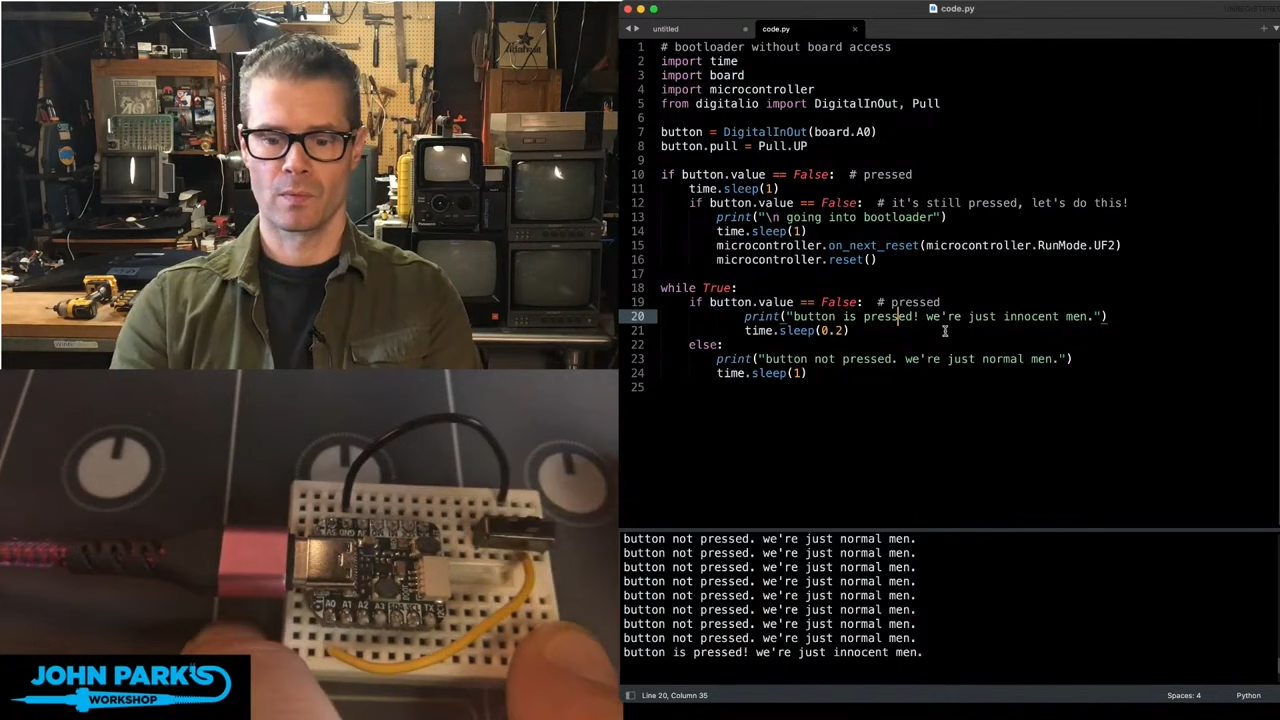 code.py
untitled
code.py
1 # bootloader without board access
2 import time
3 import board
4 import microcontroller
5 from digitalio import DigitalInOut, Pull
6
7 button = DigitalInOut(board.A0)
8 button.pull = Pull.UP
9
10 if button.value == False:  # pressed
11 time.sleep(1)
12 if button.value == False:  # it's still pressed, let's do this!
13 print("\n going into bootloader")
14 time.sleep(1)
15 microcontroller.on_next_reset(microcontroller.RunMode.UF2)
16 microcontroller.reset()
17
18 while True:
19 if button.value == False:  # pressed
20 print("button is pressed! we're just innocent men.")
21 time.sleep(0.2)
22 else:
23 print("button not pressed. we're just normal men.")
24 time.sleep(1)
25
button not pressed. we're just normal men.
button not pressed. we're just normal men.
button not pressed. we're just normal men.
button not pressed. we're just normal men.
button not pressed. we're just normal men.
button not pressed. we're just normal men.
button not pressed. we're just normal men.
button not pressed. we're just normal men.
button is pressed! we're just innocent men.
Line 20, Column 35
Spaces: 4
Python
A0 A1 A2 A3 SDA SCL TX
JOHN PARK'S
WORKSHOP